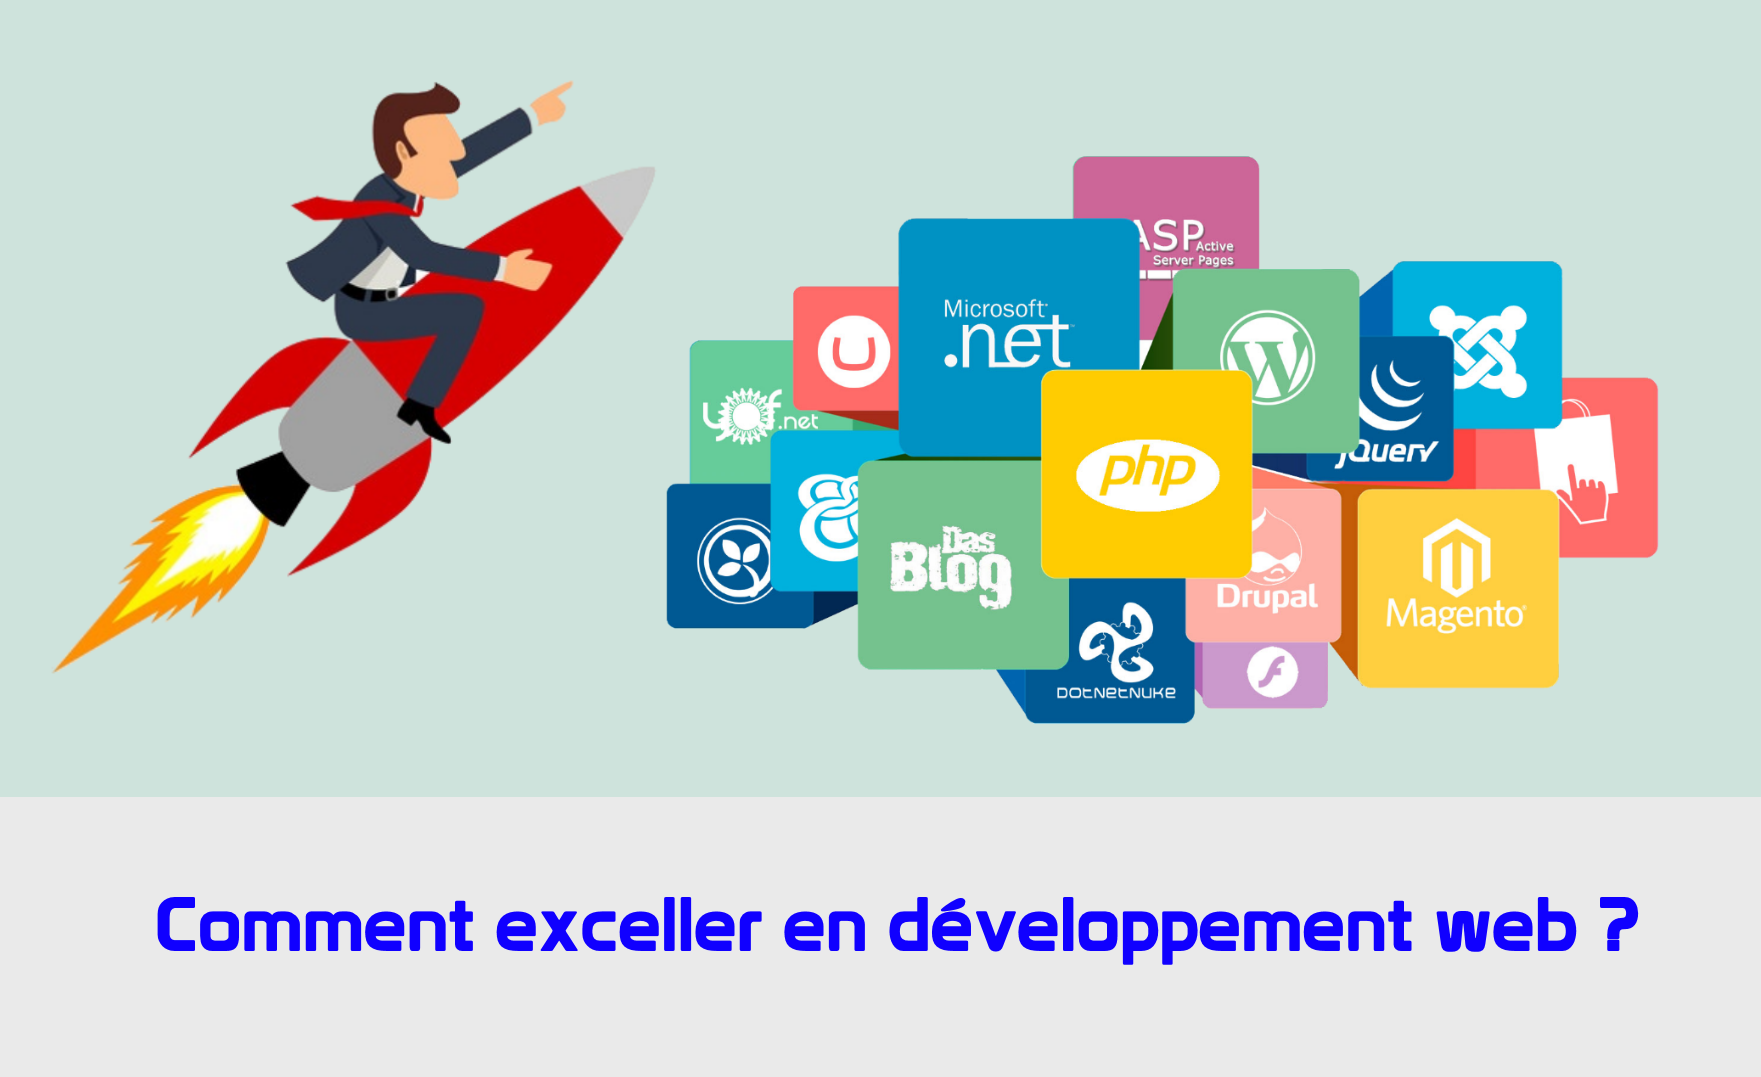 ASP Active
Server Pages
Microsoft
.net
.net
php
jQuery
Das
Blog
Drupal
Magento
DOTNETNUKE
Comment exceller en développement web ?